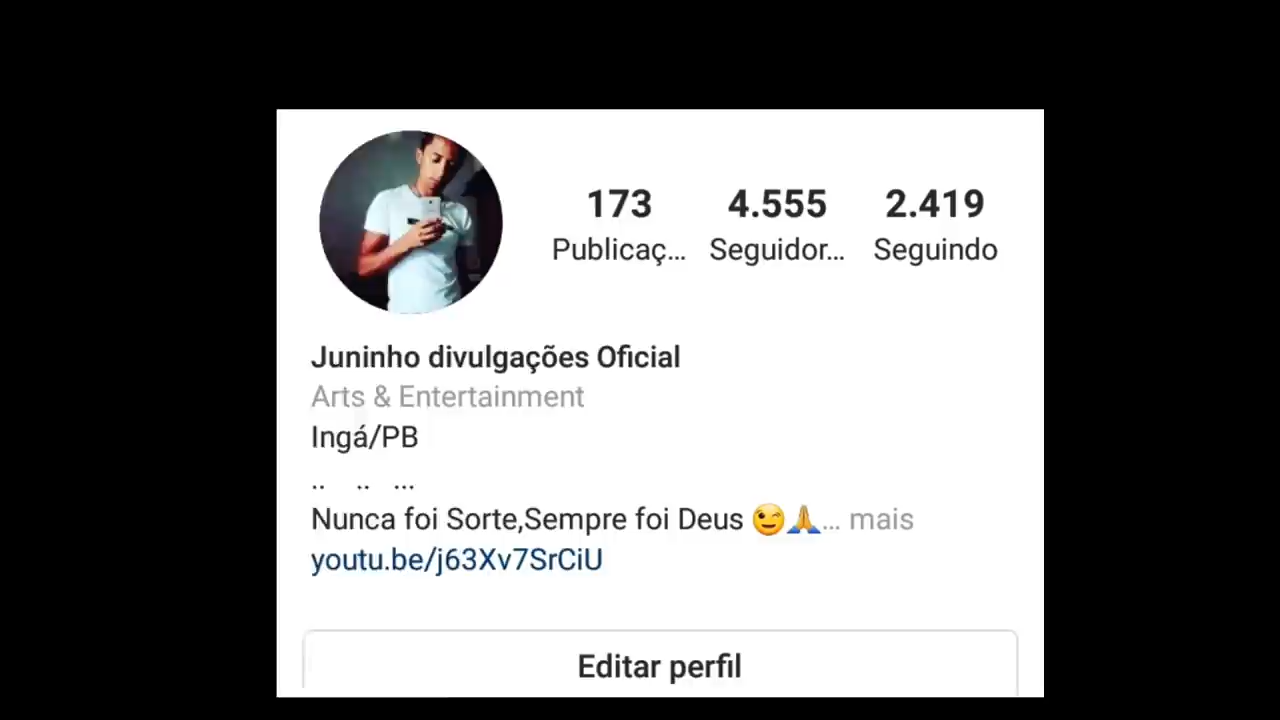 173 4.555 2.419
Publicaç... Seguidor... Seguindo
Juninho divulgações Oficial
Arts & Entertainment
Ingá/PB
.. .. ...
Nunca foi Sorte,Sempre foi Deus 😉🙏... mais
youtu.be/j63Xv7SrCiU
Editar perfil